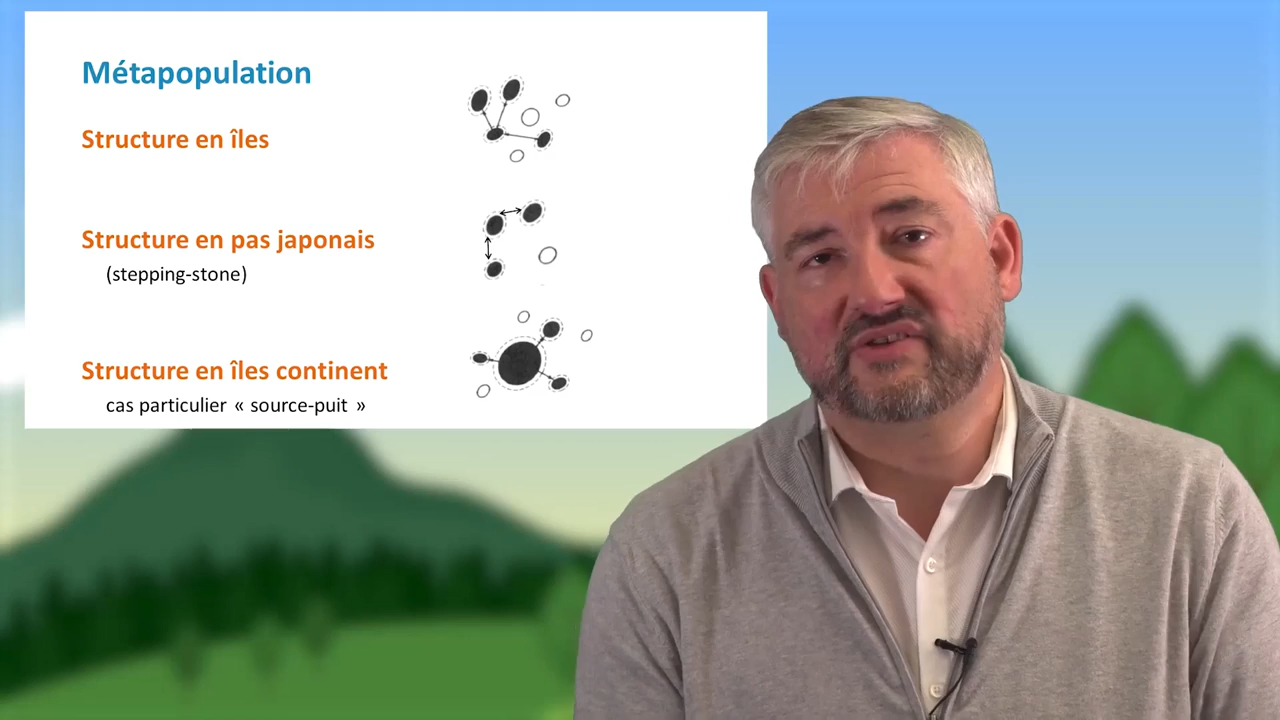 Métapopulation
Structure en îles
Structure en pas japonais
(stepping-stone)
Structure en îles continent
cas particulier « source-puit »